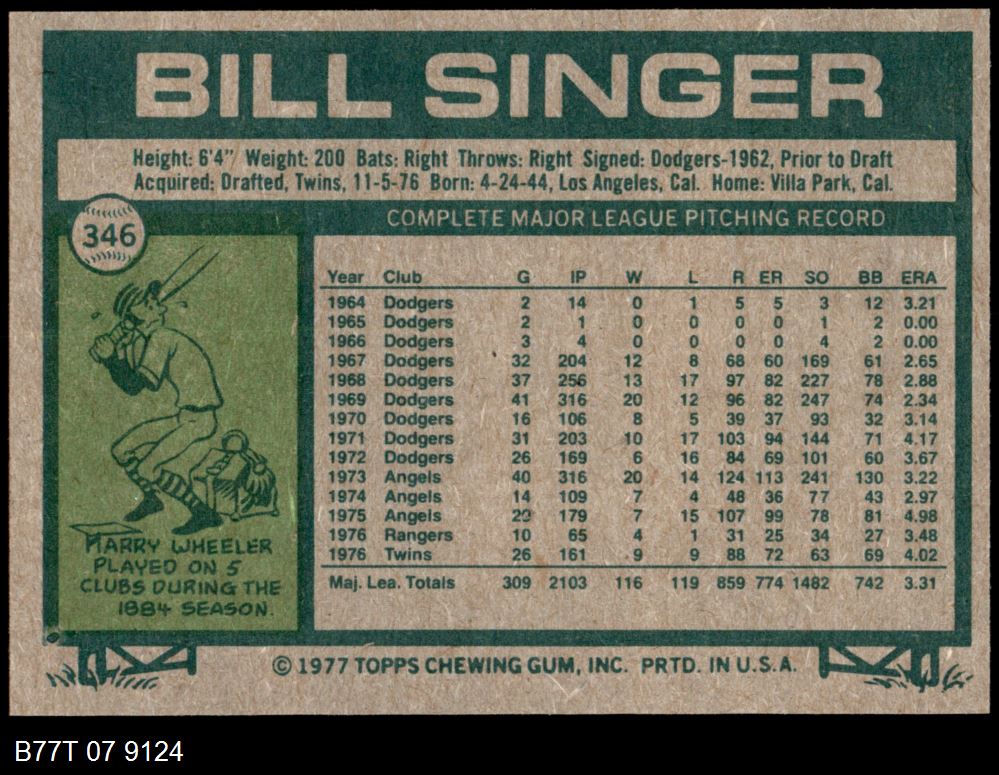 BILL SINGER
Height: 6'4" Weight: 200 Bats: Right Throws: Right Signed: Dodgers-1962, Prior to Draft
Acquired: Drafted, Twins, 11-5-76 Born: 4-24-44, Los Angeles, Cal. Home: Villa Park, Cal.
346
COMPLETE MAJOR LEAGUE PITCHING RECORD
Year Club G IP W L R ER SO BB ERA
1964 Dodgers 2 14 0 1 5 5 3 12 3.21
1965 Dodgers 2 1 0 0 0 0 1 2 0.00
1966 Dodgers 3 4 0 0 0 0 4 2 0.00
1967 Dodgers 32 204 12 8 68 60 169 61 2.65
1968 Dodgers 37 256 13 17 97 82 227 78 2.88
1969 Dodgers 41 316 20 12 96 82 247 74 2.34
1970 Dodgers 16 106 8 5 39 37 93 32 3.14
1971 Dodgers 31 203 10 17 103 94 144 71 4.17
1972 Dodgers 26 169 6 16 84 69 101 60 3.67
1973 Angels 40 316 20 14 124 113 241 130 3.22
1974 Angels 14 109 7 4 48 36 77 43 2.97
1975 Angels 29 179 7 15 107 99 78 81 4.98
1976 Rangers 10 65 4 1 31 25 34 27 3.48
1976 Twins 26 161 9 9 88 72 63 69 4.02
Maj. Lea. Totals 309 2103 116 119 859 774 1482 742 3.31
HARRY WHEELER
PLAYED ON 5
CLUBS DURING THE
1884 SEASON.
© 1977 TOPPS CHEWING GUM, INC. PRTD. IN U.S.A.
B77T 07 9124